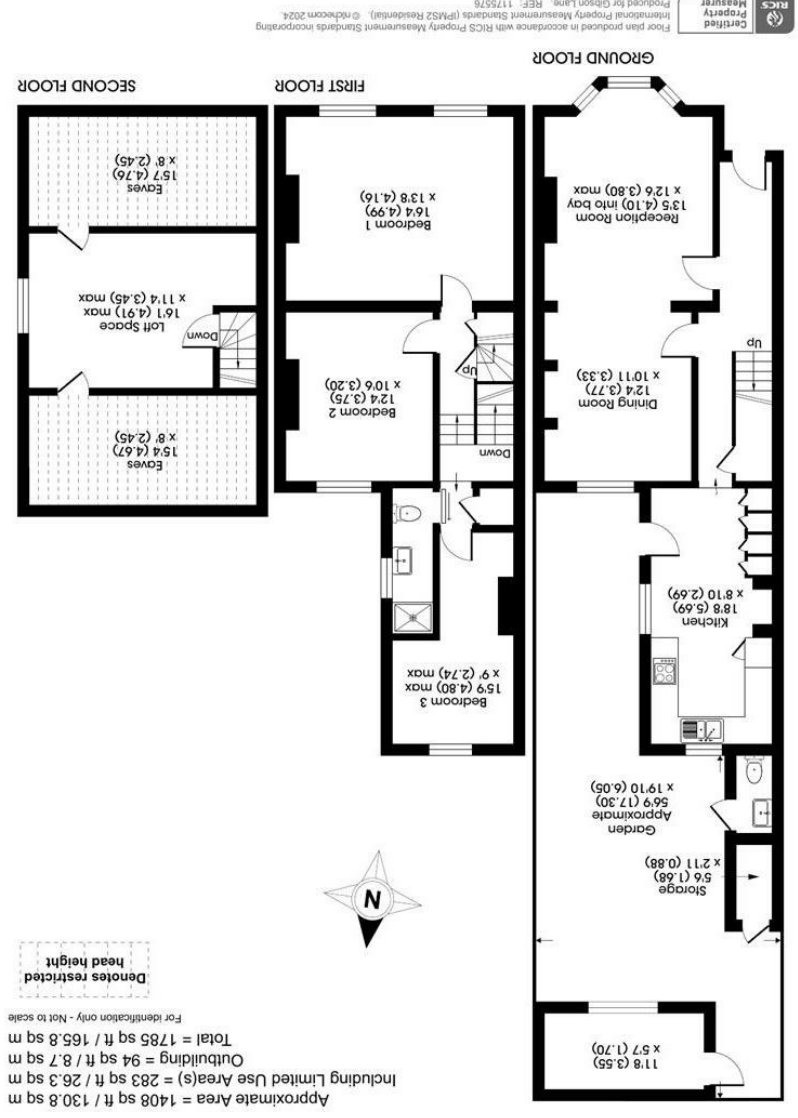 Approximate Area = 1408 sq ft / 130.8 sq m
Including Limited Use Area(s) = 283 sq ft / 26.3 sq m
Outbuilding = 94 sq ft / 8.7 sq m
Total = 1785 sq ft / 165.8 sq m
For identification only - Not to scale
Denotes restricted
head height
N
11'8 (3.55)
x 5'7 (1.70)
Storage
5'6 (1.68)
x 2'11 (0.88)
Garden
Approximate
56'9 (17.30)
x 19'10 (6.05)
Kitchen
18'8 (5.69)
x 8'10 (2.69)
Dining Room
12'4 (3.77)
x 10'11 (3.33)
Up
Reception Room
13'5 (4.10) into bay
x 12'6 (3.80) max
GROUND FLOOR
Bedroom 3
15'9 (4.80) max
x 9' (2.74) max
Down
Up
Bedroom 2
12'4 (3.75)
x 10'6 (3.20)
Bedroom 1
16'4 (4.99)
x 13'8 (4.16)
FIRST FLOOR
Eaves
15'4 (4.67)
x 8' (2.45)
Down
Loft Space
16'1 (4.91) max
x 11'4 (3.45) max
Eaves
15'7 (4.76)
x 8' (2.45)
SECOND FLOOR
RICS
Certified
Property
Measurer
Floor plan produced in accordance with RICS Property Measurement Standards incorporating
International Property Measurement Standards (IPMS2 Residential). © nichecom 2024.
Produced for Gibson Lane. REF: 1175576